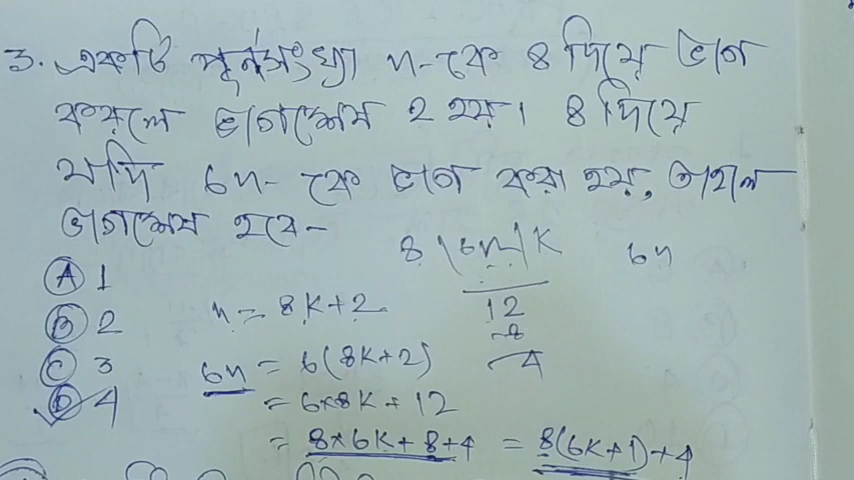 3. একটি পূর্নসংখ্যা n-কে 8 দিয়ে ভাগ
করলে ভাগশেষ 2 হয়। 8 দিয়ে
যদি 6n-কে ভাগ করা হয়, তাহলে
ভাগশেষ হবে-
8 ) 6n ( K 6n
A 1
n = 8K+2 12
B 2
-8
C 3 6n = 6(8K+2) 4
D 4 = 6×8K+12
= 8×6K+8+4 = 8(6K+1)+4